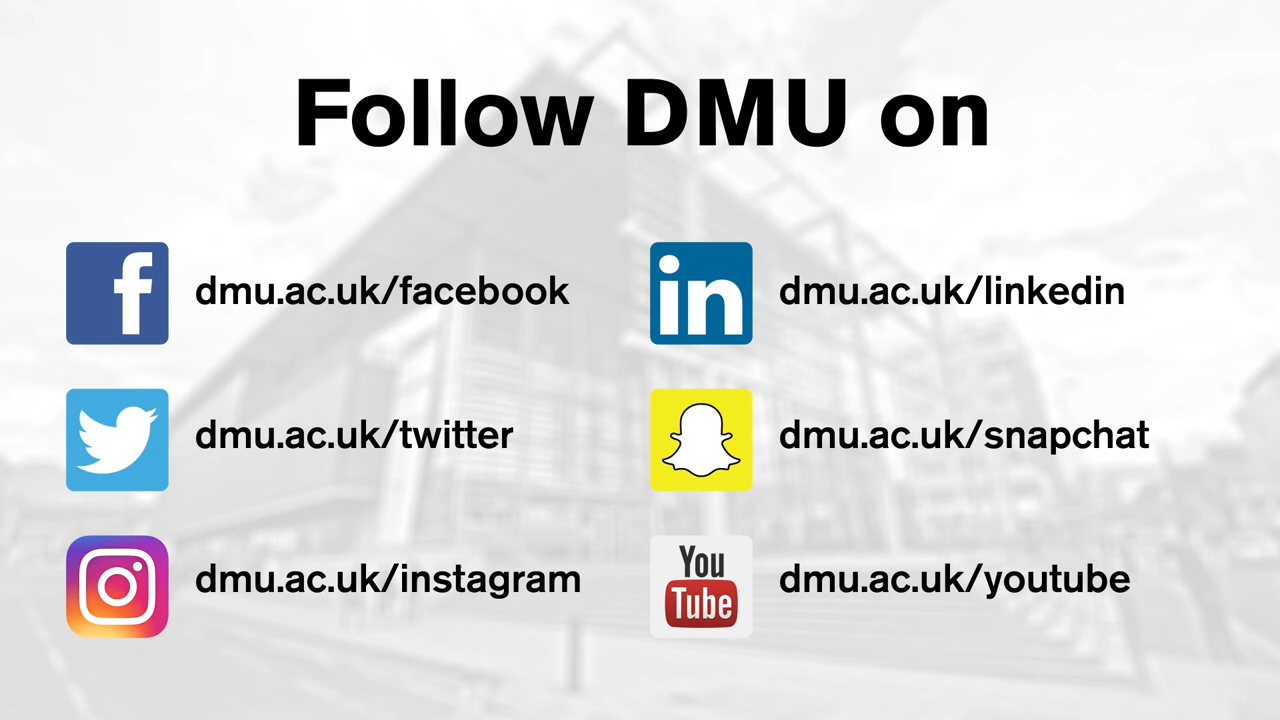 Follow DMU on
dmu.ac.uk/facebook
dmu.ac.uk/twitter
dmu.ac.uk/instagram
in
dmu.ac.uk/linkedin
dmu.ac.uk/snapchat
You
Tube
dmu.ac.uk/youtube